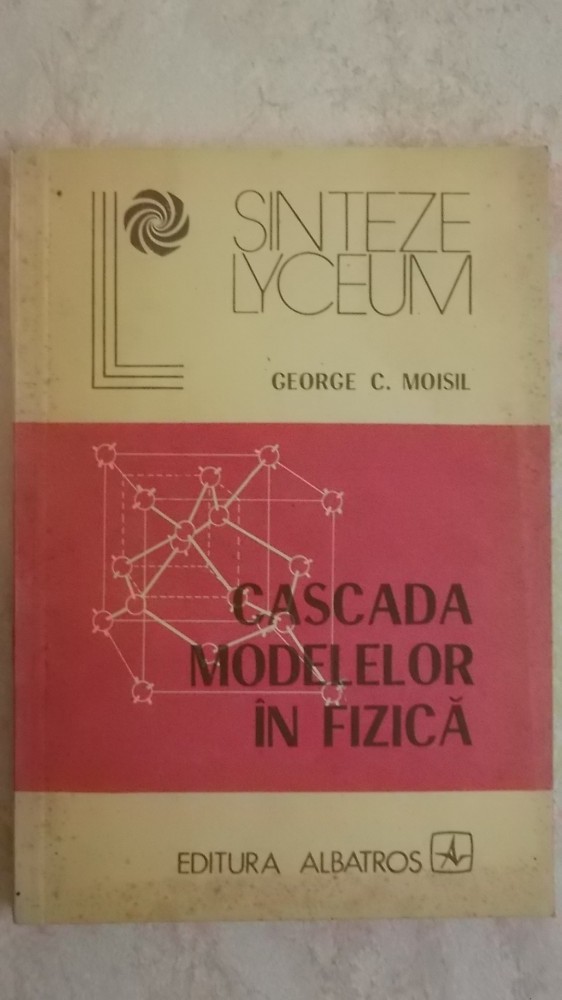 SINTEZE
LYCEUM
GEORGE C. MOISIL
CASCADA
MODELELOR
ÎN FIZICĂ
EDITURA ALBATROS